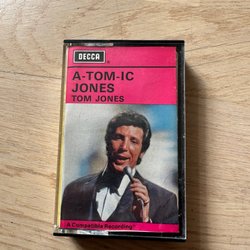 DECCA
A-TOM-IC
JONES
TOM JONES
A Compatible Recording